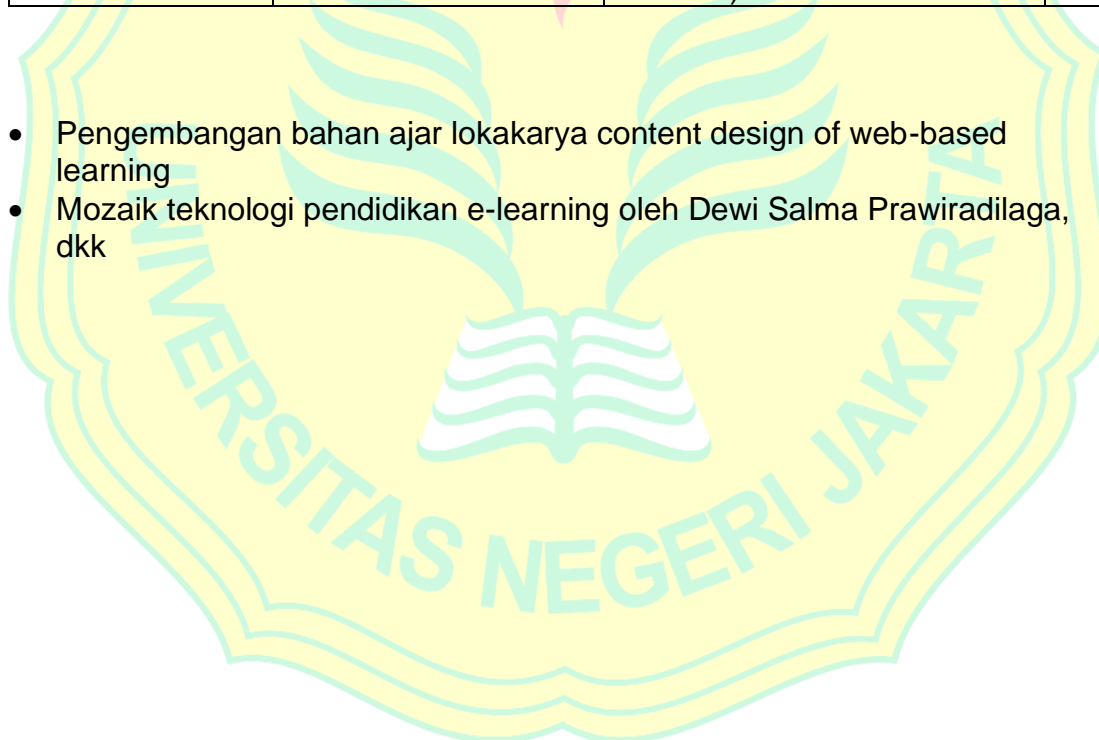 • Pengembangan bahan ajar lokakarya content design of web-based
learning
• Mozaik teknologi pendidikan e-learning oleh Dewi Salma Prawiradilaga,
dkk
UNIVERSITAS NEGERI JAKARTA